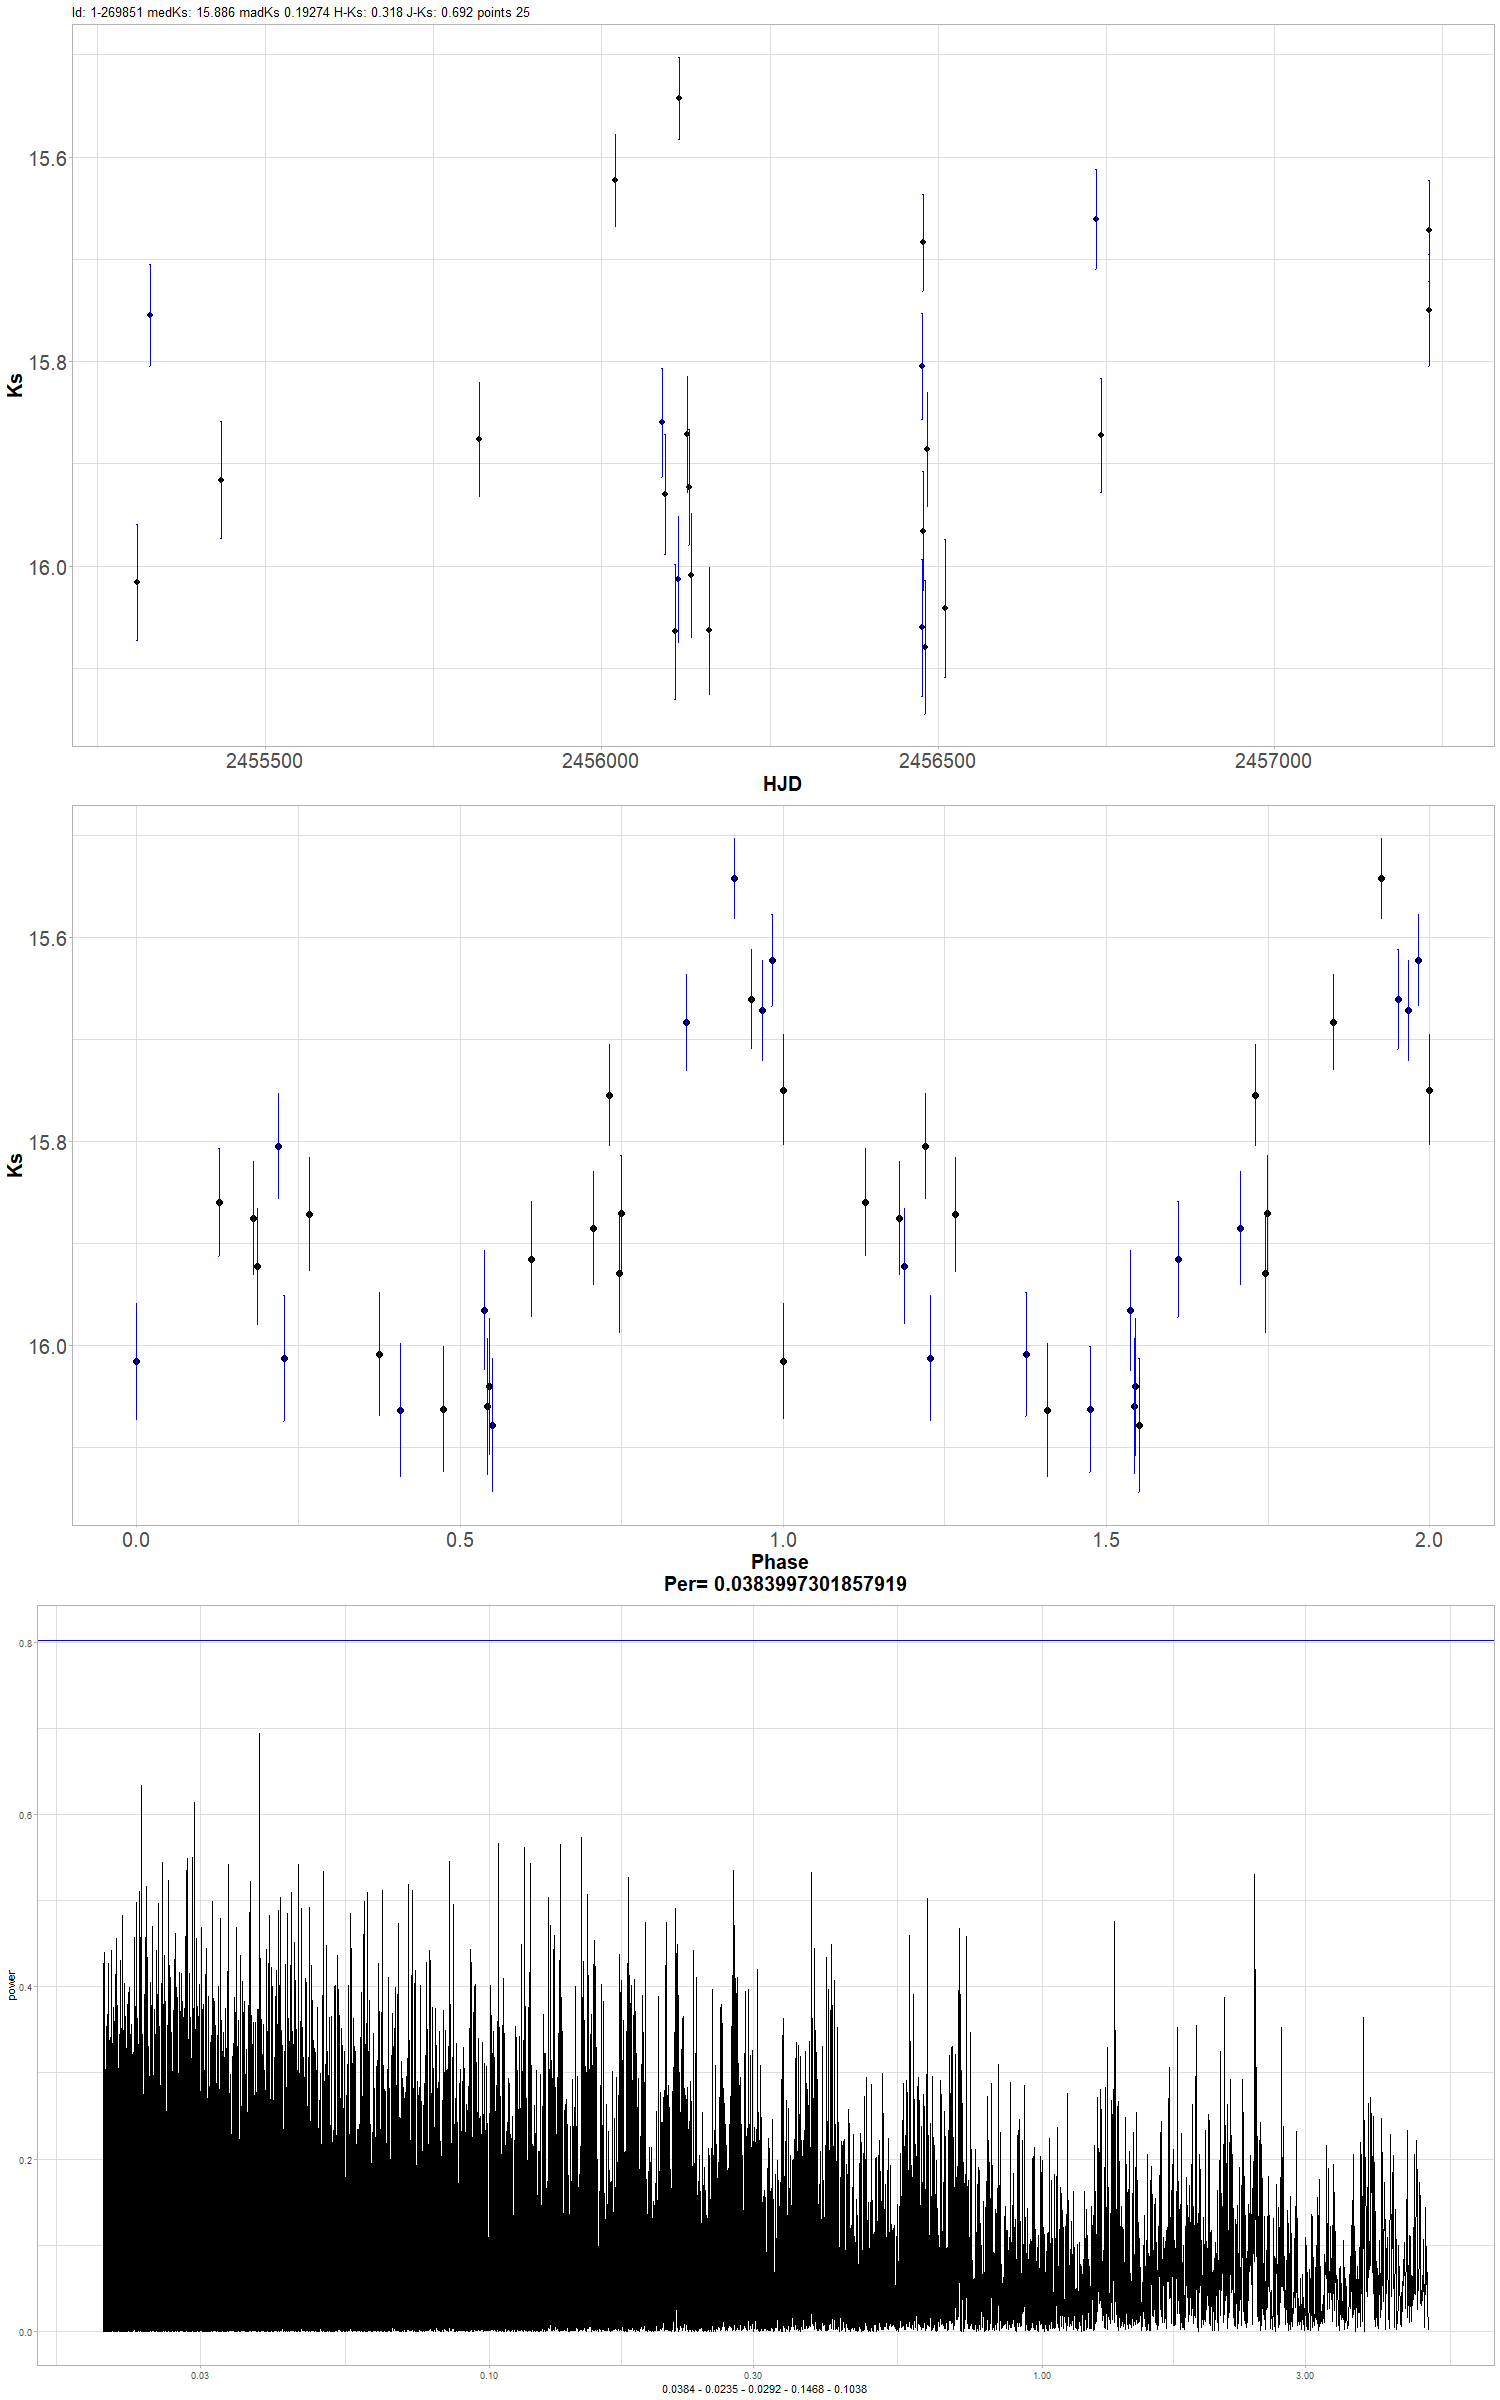 Id: 1-269851 medKs: 15.886 madKs 0.19274 H-Ks: 0.318 J-Ks: 0.692 points 25
15.6
15.8
16.0
Ks
2455500 2456000 2456500 2457000
HJD
15.6
15.8
16.0
Ks
0.0 0.5 1.0 1.5 2.0
Phase
Per= 0.0383997301857919
0.8
0.6
0.4
0.2
0.0
power
0.03 0.10 0.30 1.00 3.00
0.0384 - 0.0235 - 0.0292 - 0.1468 - 0.1038